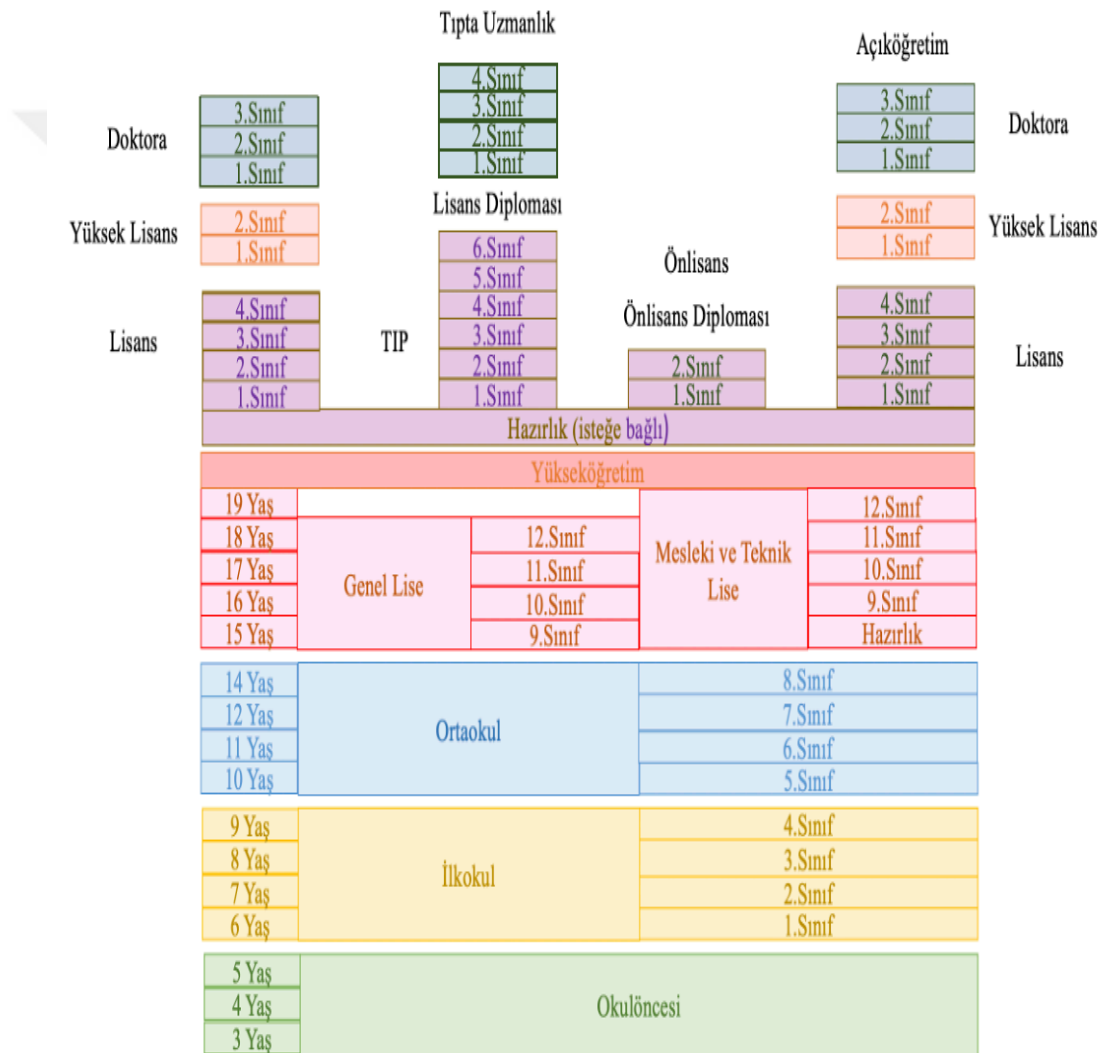 Tıpta Uzmanlık
Açıköğretim
4.Sınıf
3.Sınıf
2.Sınıf
1.Sınıf
Doktora
3.Sınıf
2.Sınıf
1.Sınıf
3.Sınıf
2.Sınıf
1.Sınıf
Doktora
Lisans Diploması
Yüksek Lisans
2.Sınıf
1.Sınıf
2.Sınıf
1.Sınıf
Yüksek Lisans
Lisans
4.Sınıf
3.Sınıf
2.Sınıf
1.Sınıf
TIP
6.Sınıf
5.Sınıf
4.Sınıf
3.Sınıf
2.Sınıf
1.Sınıf
Önlisans
Önlisans Diploması
2.Sınıf
1.Sınıf
4.Sınıf
3.Sınıf
2.Sınıf
1.Sınıf
Lisans
Hazırlık (isteğe bağlı)
Yükseköğretim
19 Yaş
18 Yaş
17 Yaş
16 Yaş
15 Yaş
Genel Lise
12.Sınıf
11.Sınıf
10.Sınıf
9.Sınıf
Mesleki ve Teknik
Lise
12.Sınıf
11.Sınıf
10.Sınıf
9.Sınıf
Hazırlık
14 Yaş
12 Yaş
11 Yaş
10 Yaş
Ortaokul
8.Sınıf
7.Sınıf
6.Sınıf
5.Sınıf
9 Yaş
8 Yaş
7 Yaş
6 Yaş
İlkokul
4.Sınıf
3.Sınıf
2.Sınıf
1.Sınıf
5 Yaş
4 Yaş
3 Yaş
Okulöncesi